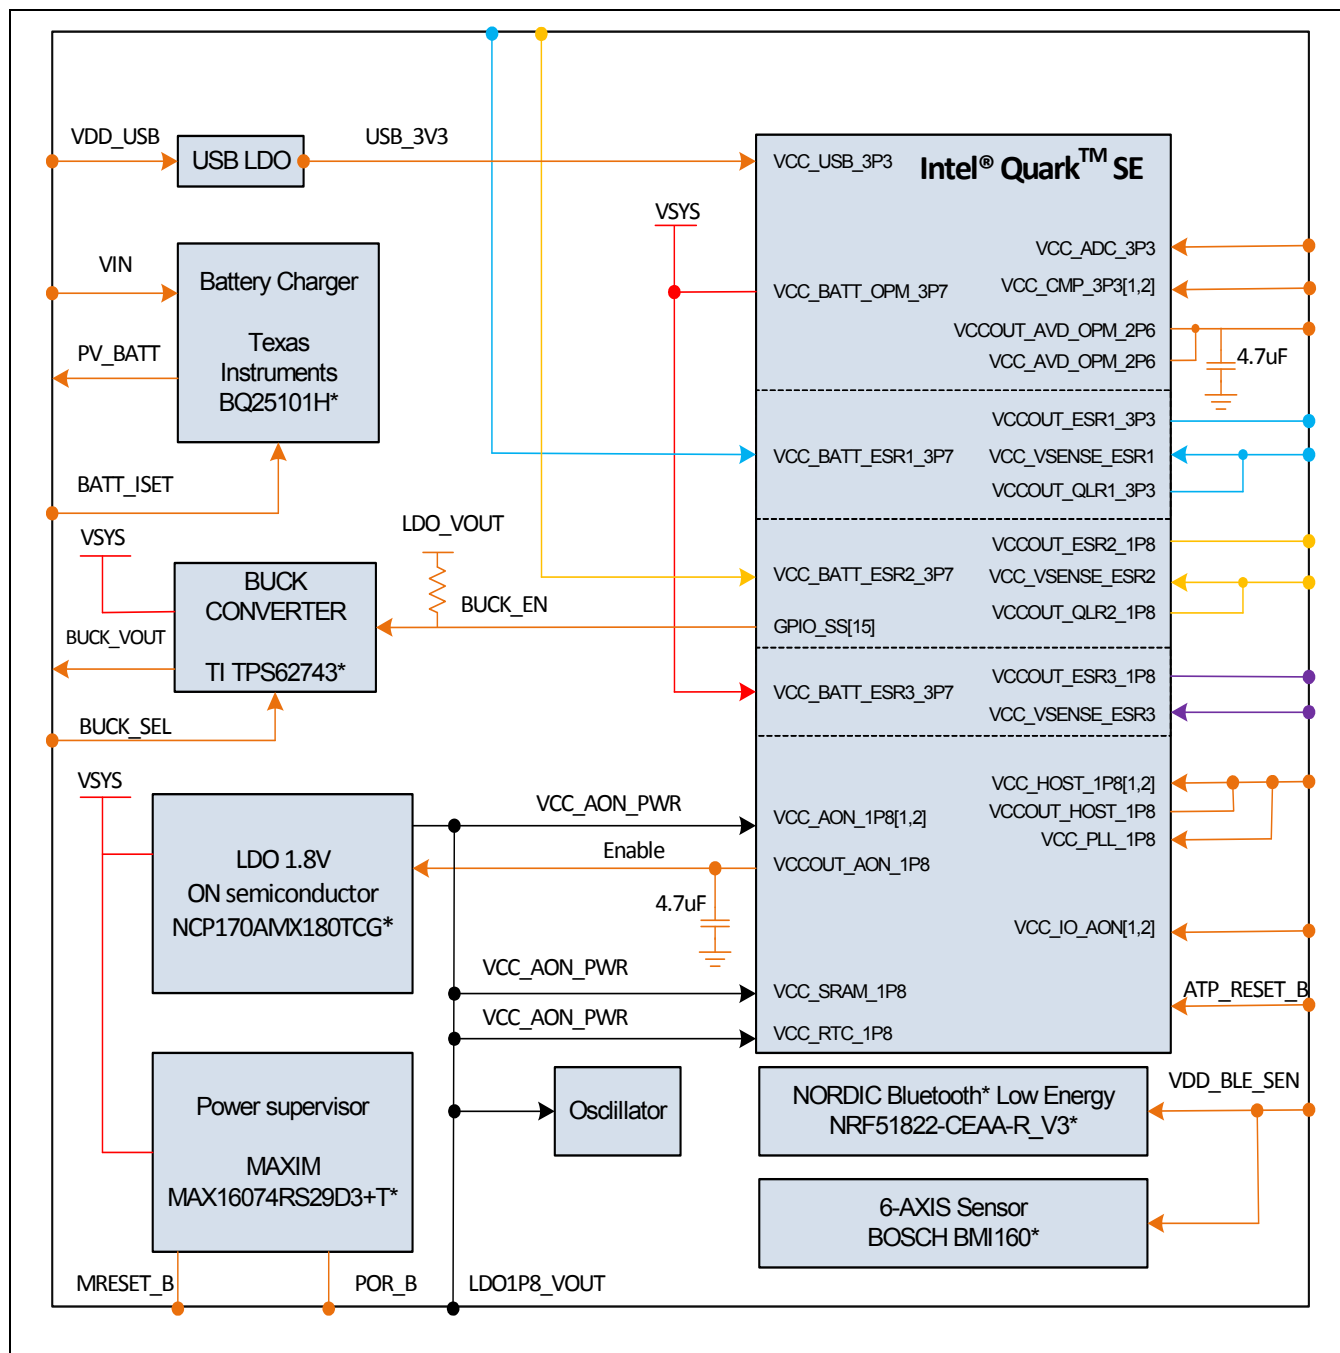 VDD_USB
USB LDO
USB_3V3
VCC_USB_3P3
Intel® Quark™ SE
VSYS
VCC_ADC_3P3
VIN
Battery Charger
Texas
Instruments
BQ25101H*
VCC_BATT_OPM_3P7
VCC_CMP_3P3[1,2]
VCCOUT_AVD_OPM_2P6
VCC_AVD_OPM_2P6
4.7uF
PV_BATT
VCCOUT_ESR1_3P3
VCC_BATT_ESR1_3P7
VCC_VSENSE_ESR1
VCCOUT_QLR1_3P3
BATT_ISET
VSYS
LDO_VOUT
BUCK
CONVERTER
TI TPS62743*
BUCK_EN
VCCOUT_ESR2_1P8
VCC_BATT_ESR2_3P7
VCC_VSENSE_ESR2
VCCOUT_QLR2_1P8
GPIO_SS[15]
BUCK_VOUT
VCCOUT_ESR3_1P8
VCC_BATT_ESR3_3P7
VCC_VSENSE_ESR3
BUCK_SEL
VSYS
LDO 1.8V
ON semiconductor
NCP170AMX180TCG*
VCC_AON_PWR
VCC_AON_1P8[1,2]
VCC_HOST_1P8[1,2]
VCCOUT_HOST_1P8
VCC_PLL_1P8
Enable
VCCOUT_AON_1P8
4.7uF
VCC_IO_AON[1,2]
VCC_AON_PWR
VCC_SRAM_1P8
ATP_RESET_B
VCC_AON_PWR
VCC_RTC_1P8
Power supervisor
MAXIM
MAX16074RS29D3+T*
Osclillator
NORDIC Bluetooth* Low Energy
NRF51822-CEAA-R_V3*
VDD_BLE_SEN
6-AXIS Sensor
BOSCH BMI160*
MRESET_B
POR_B
LDO1P8_VOUT